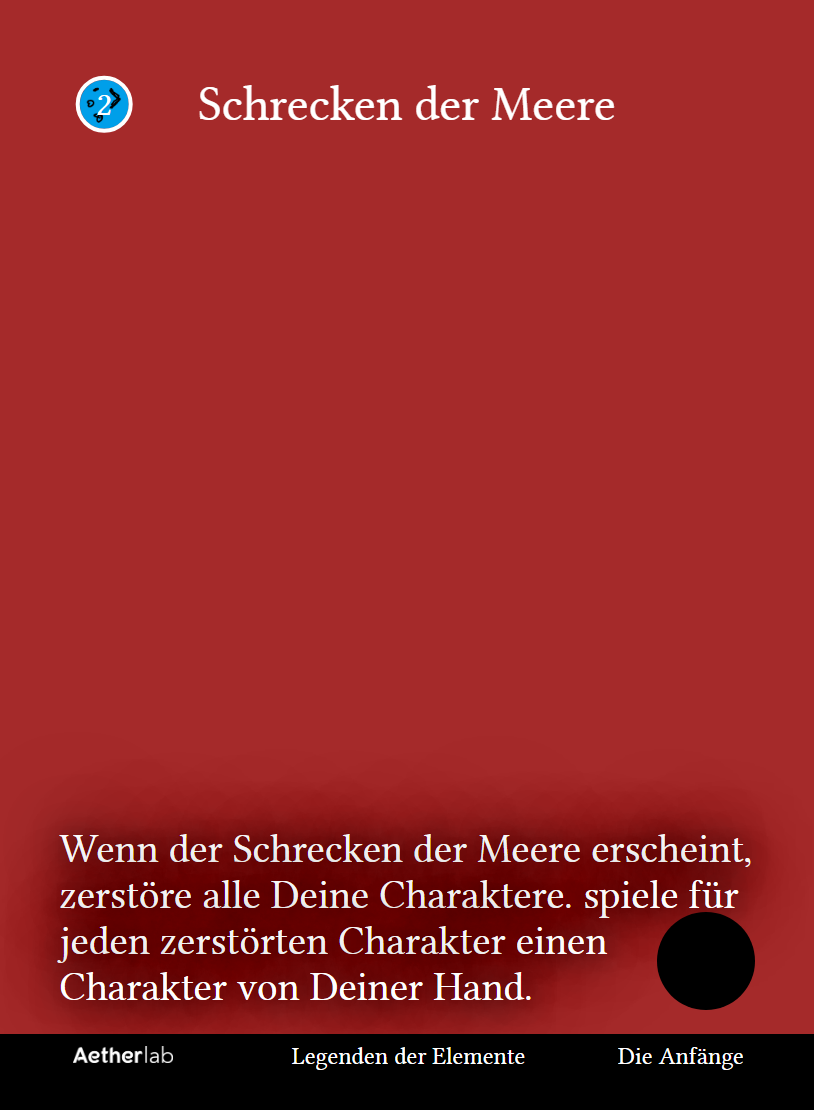 2
Schrecken der Meere
Wenn der Schrecken der Meere erscheint,
zerstöre alle Deine Charaktere. spiele für
jeden zerstörten Charakter einen
Charakter von Deiner Hand.
Aetherlab
Legenden der Elemente
Die Anfänge